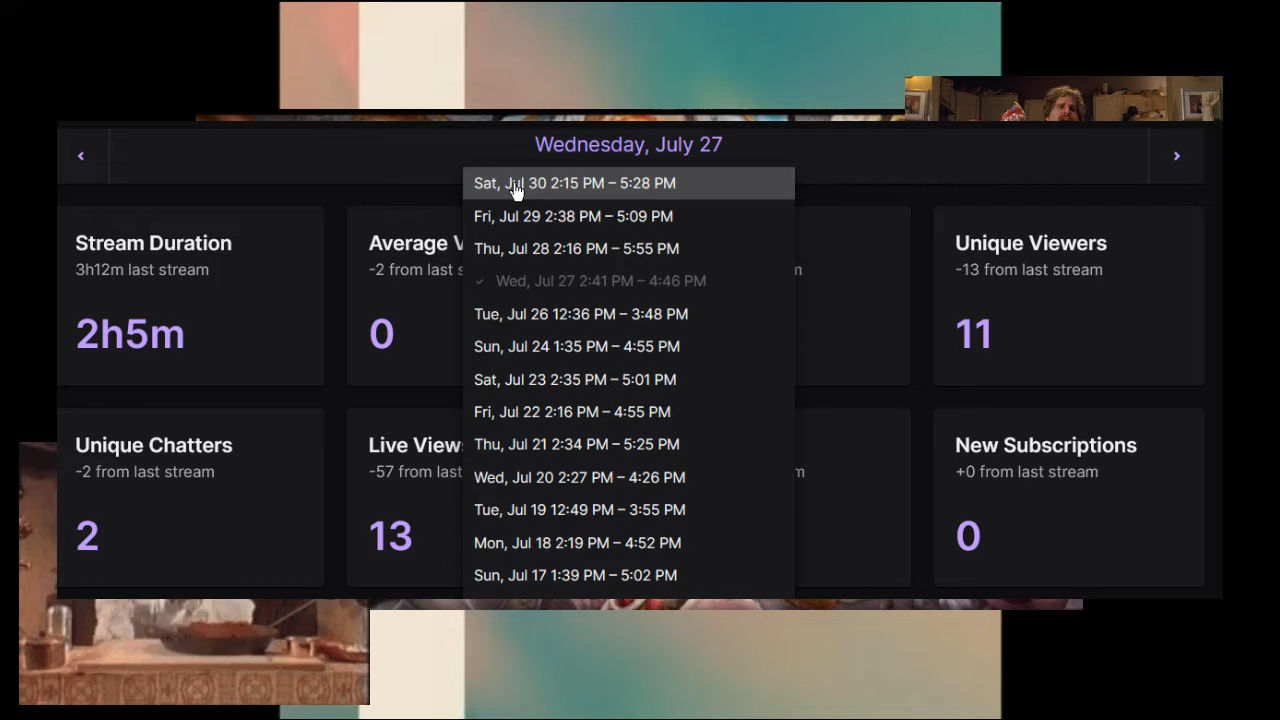 Wednesday, July 27
Sat, Jul 30 2:15 PM – 5:28 PM
Fri, Jul 29 2:38 PM – 5:09 PM
Thu, Jul 28 2:16 PM – 5:55 PM
Wed, Jul 27 2:41 PM – 4:46 PM
Tue, Jul 26 12:36 PM – 3:48 PM
Sun, Jul 24 1:35 PM – 4:55 PM
Sat, Jul 23 2:35 PM – 5:01 PM
Fri, Jul 22 2:16 PM – 4:55 PM
Thu, Jul 21 2:34 PM – 5:25 PM
Wed, Jul 20 2:27 PM – 4:26 PM
Tue, Jul 19 12:49 PM – 3:55 PM
Mon, Jul 18 2:19 PM – 4:52 PM
Sun, Jul 17 1:39 PM – 5:02 PM
Stream Duration
3h12m last stream
2h5m
Average V
-2 from last s
0
Unique Viewers
-13 from last stream
11
Unique Chatters
-2 from last stream
2
Live View
-57 from last
13
New Subscriptions
+0 from last stream
0